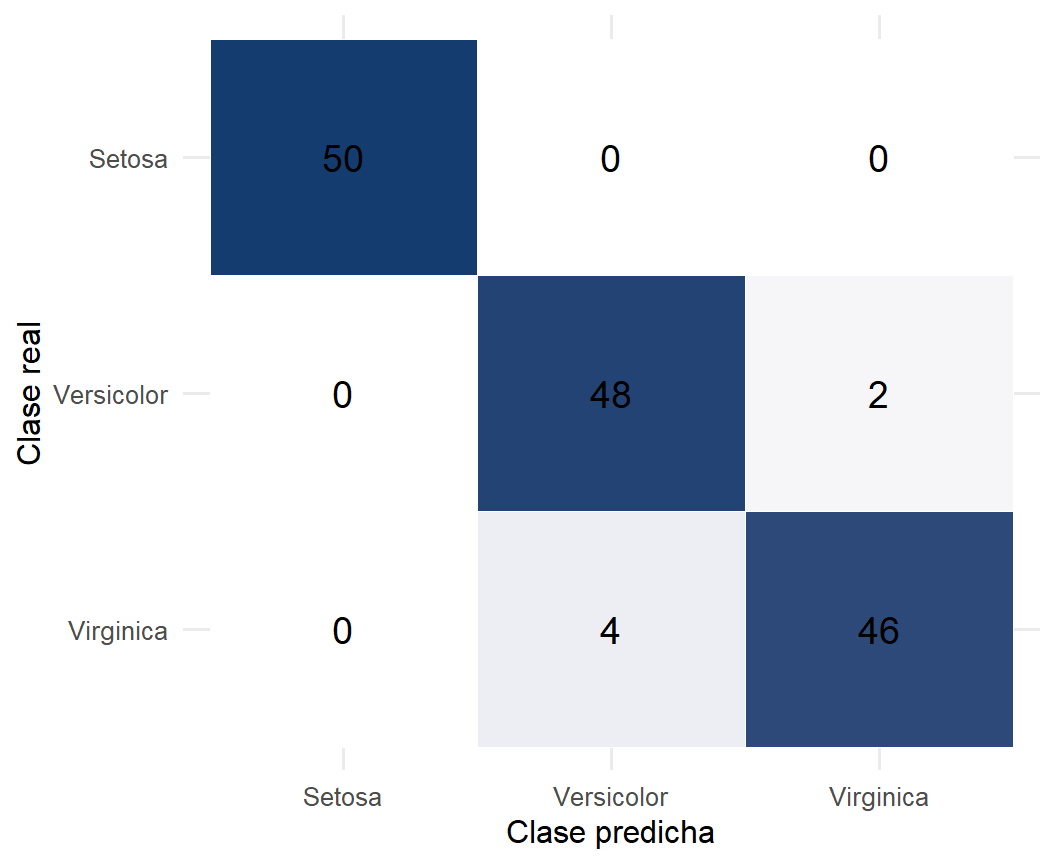 Setosa 50 0 0
Versicolor 0 48 2
Virginica 0 4 46
Setosa Versicolor Virginica
Clase predicha
Clase real